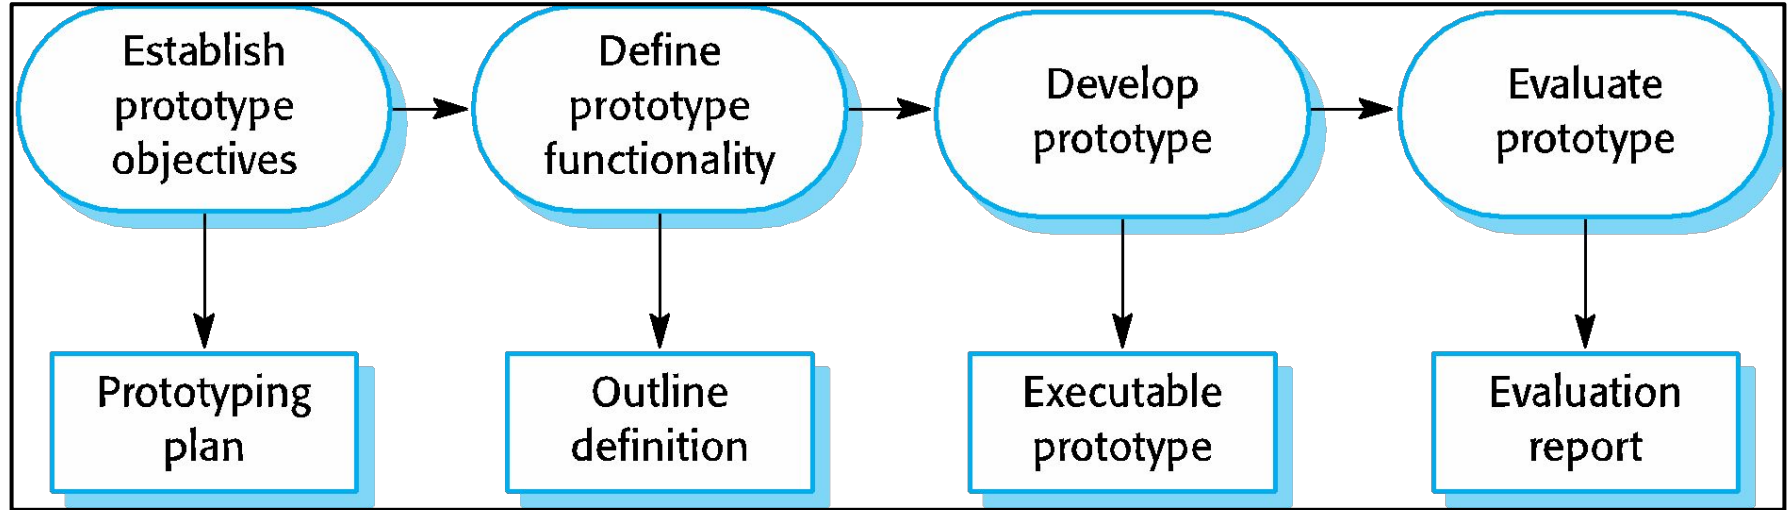 Establish
prototype
objectives
Define
prototype
functionality
Develop
prototype
Evaluate
prototype
Prototyping
plan
Outline
definition
Executable
prototype
Evaluation
report